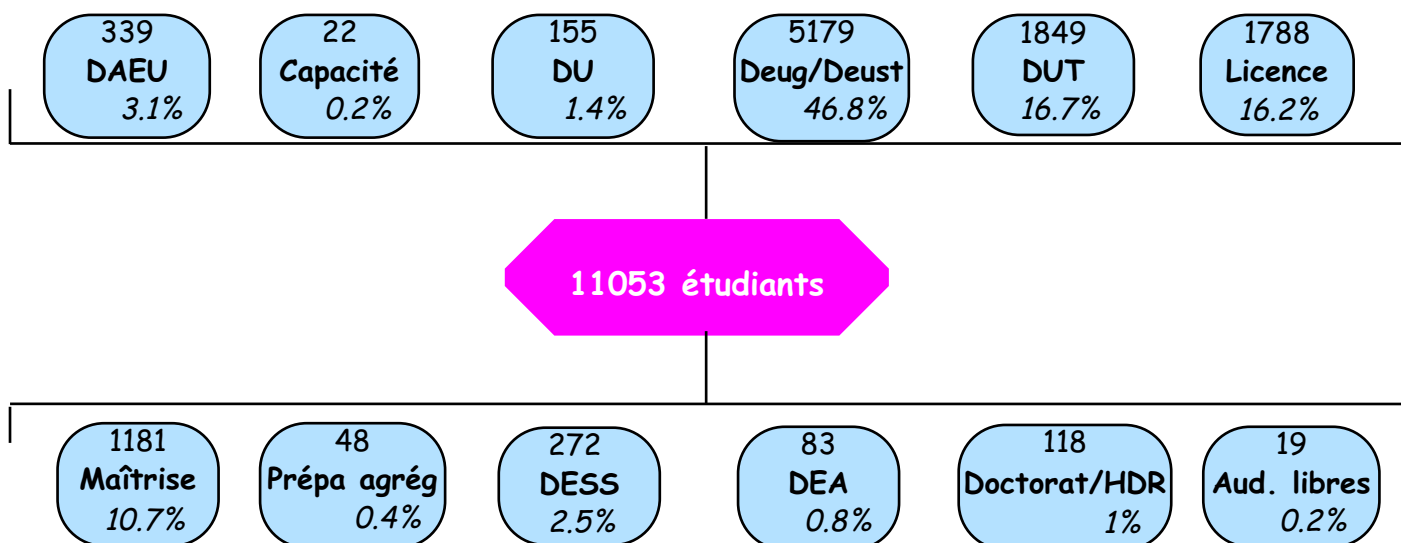 339
DAEU
3.1%
22
Capacité
0.2%
155
DU
1.4%
5179
Deug/Deust
46.8%
1849
DUT
16.7%
1788
Licence
16.2%
11053 étudiants
1181
Maîtrise
10.7%
48
Prépa agrég
0.4%
272
DESS
2.5%
83
DEA
0.8%
118
Doctorat/HDR
1%
19
Aud. libres
0.2%